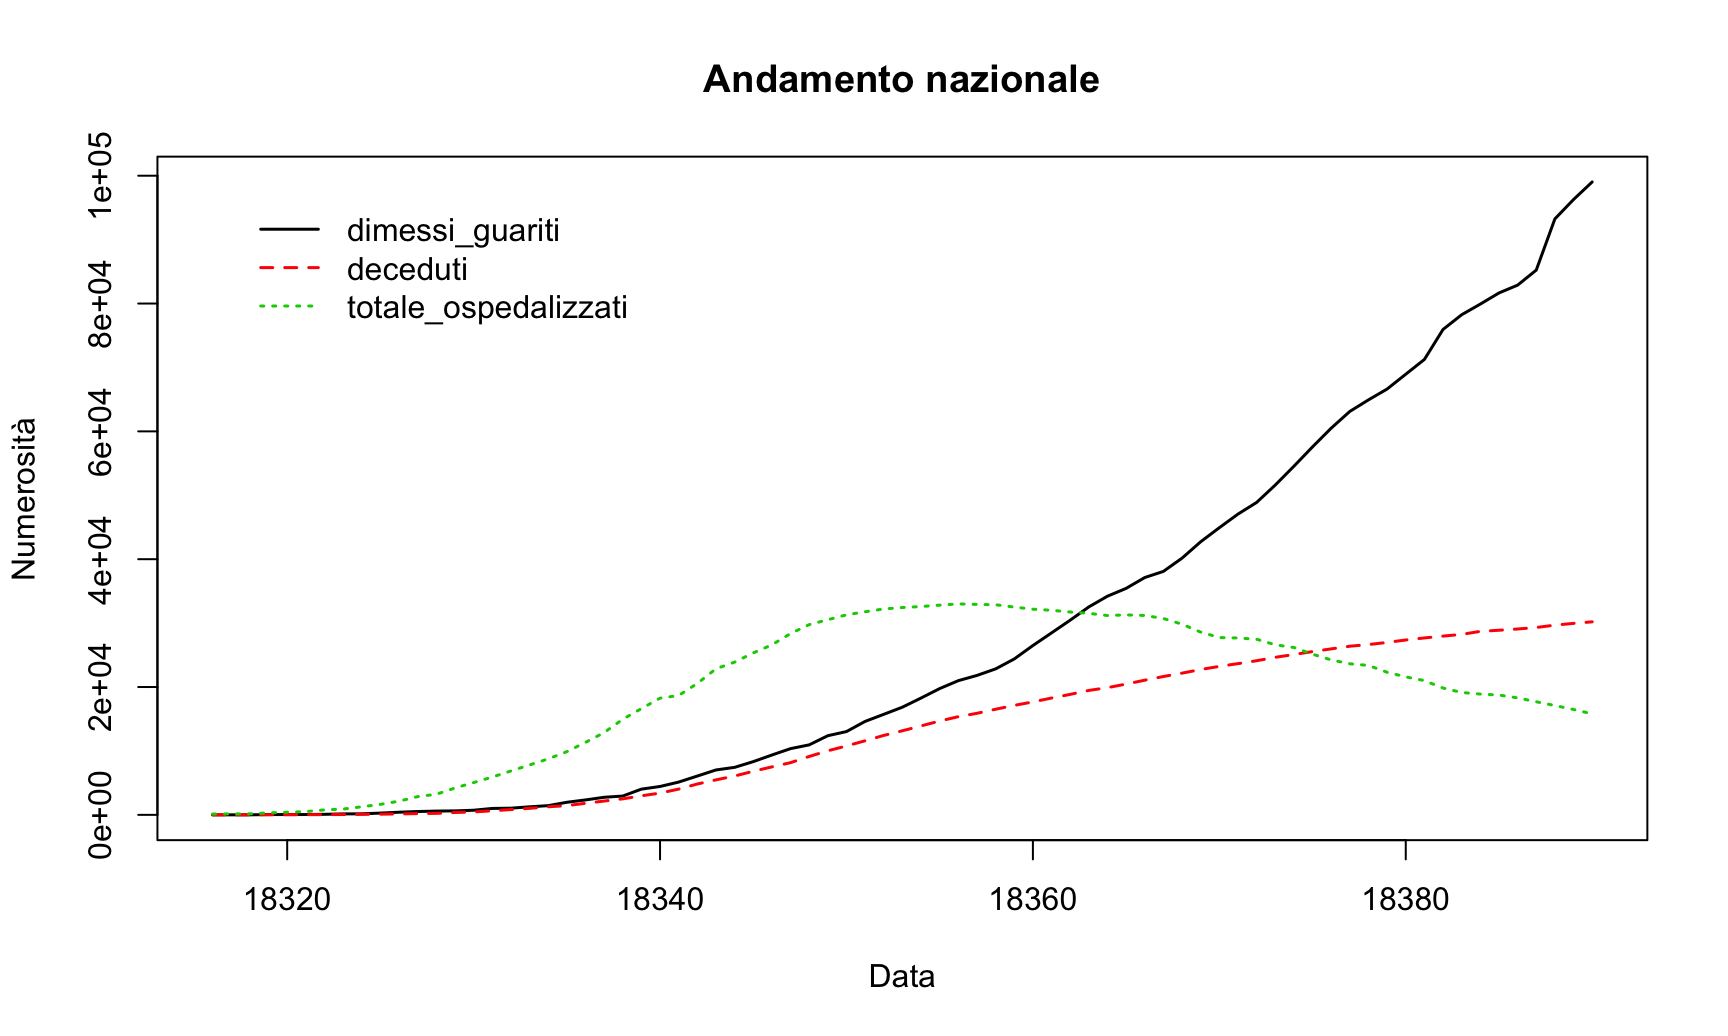 Andamento nazionale
1e+05
8e+04
6e+04
4e+04
2e+04
0e+00
Numerosità
dimessi_guariti
deceduti
totale_ospedalizzati
18320 18340 18360 18380
Data